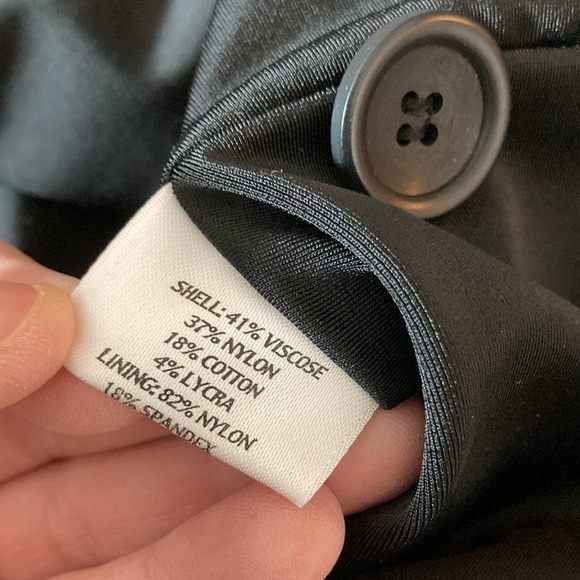 SHELL: 41% VISCOSE
37% NYLON
18% COTTON
4% LYCRA
LINING: 82% NYLON
18% SPANDEX